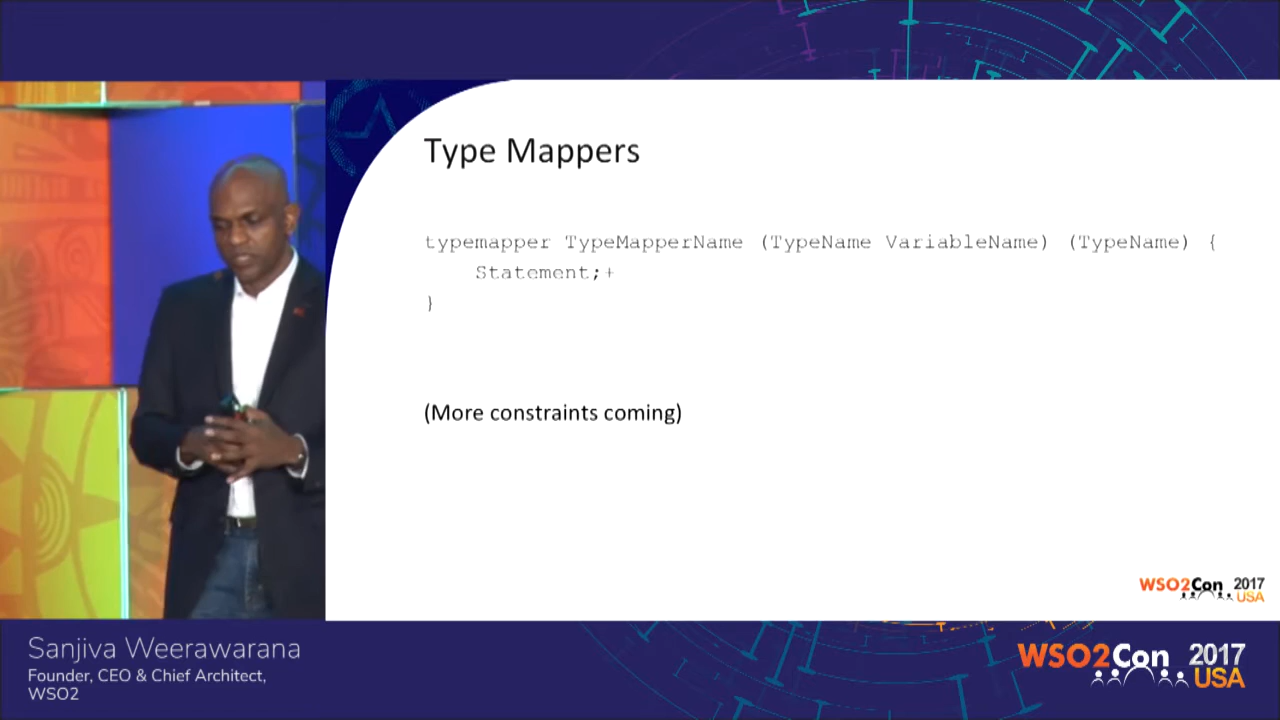 Type Mappers
typemapper TypeMapperName (TypeName VariableName) (TypeName) {
Statement;+
}
(More constraints coming)
WSO2Con 2017
USA
Sanjiva Weerawarana
Founder, CEO & Chief Architect,
WSO2
WSO2Con 2017
USA